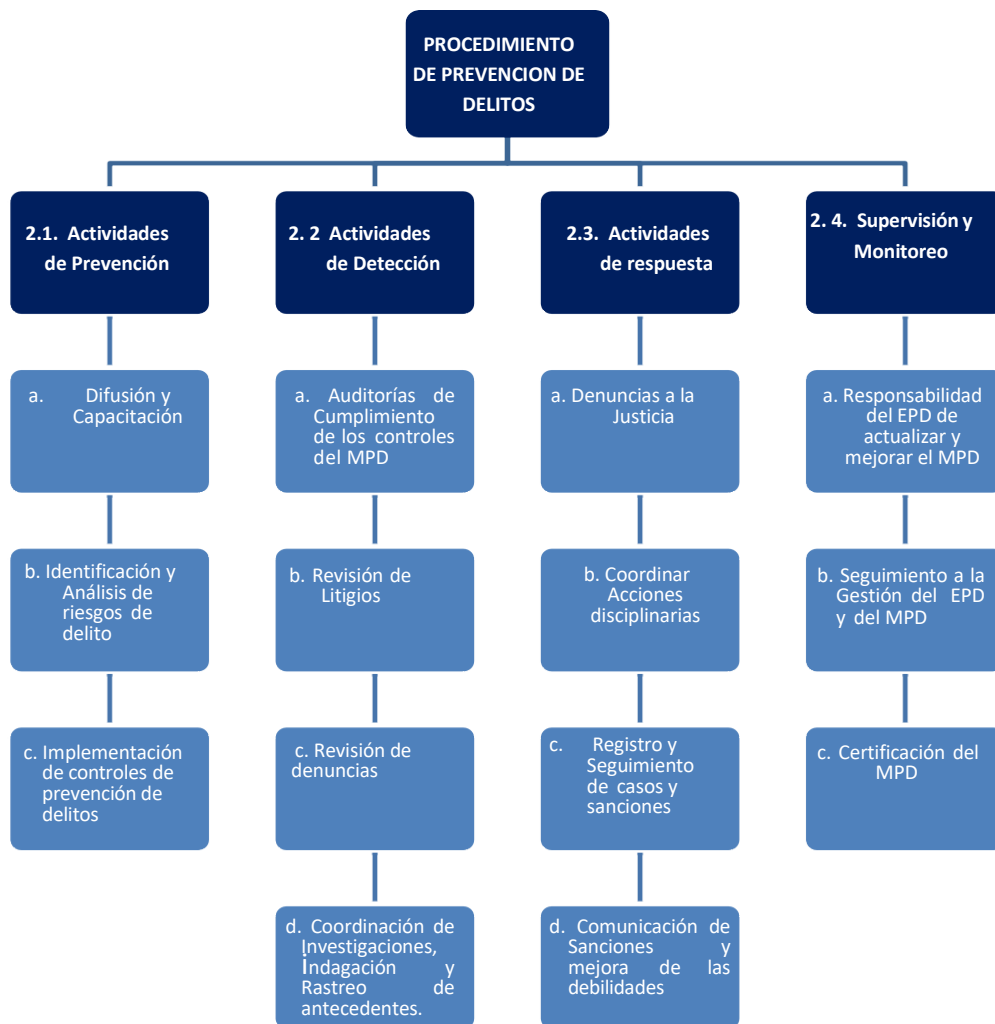 PROCEDIMIENTO
DE PREVENCION DE
DELITOS
2.1. Actividades
de Prevención
a. Difusión y
Capacitación
b. Identificación y
Análisis de
riesgos de
delito
c. Implementación
de controles de
prevención de
delitos
2. 2 Actividades
de Detección
a. Auditorías de
Cumplimiento
de los controles
del MPD
b. Revisión de
Litigios
c. Revisión de
denuncias
d. Coordinación de
Investigaciones,
Indagación y
Rastreo de
antecedentes.
2.3. Actividades
de respuesta
a. Denuncias a la
Justicia
b. Coordinar
Acciones
disciplinarias
c. Registro y
Seguimiento
de casos y
sanciones
d. Comunicación de
Sanciones y
mejora de las
debilidades
2. 4. Supervisión y
Monitoreo
a. Responsabilidad
del EPD de
actualizar y
mejorar el MPD
b. Seguimiento a la
Gestión del EPD
y del MPD
c. Certificación del
MPD